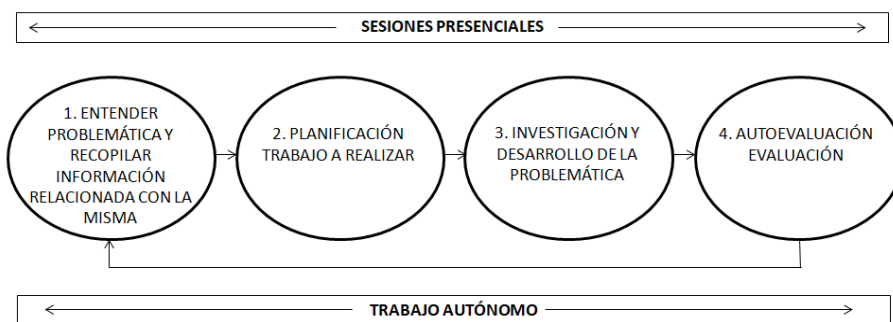 SESIONES PRESENCIALES
1. ENTENDER
PROBLEMÁTICA Y
RECOPILAR
INFORMACIÓN
RELACIONADA CON LA
MISMA
2. PLANIFICACIÓN
TRABAJO A REALIZAR
3. INVESTIGACIÓN Y
DESARROLLO DE LA
PROBLEMÁTICA
4. AUTOEVALUACIÓN
EVALUACIÓN
TRABAJO AUTÓNOMO